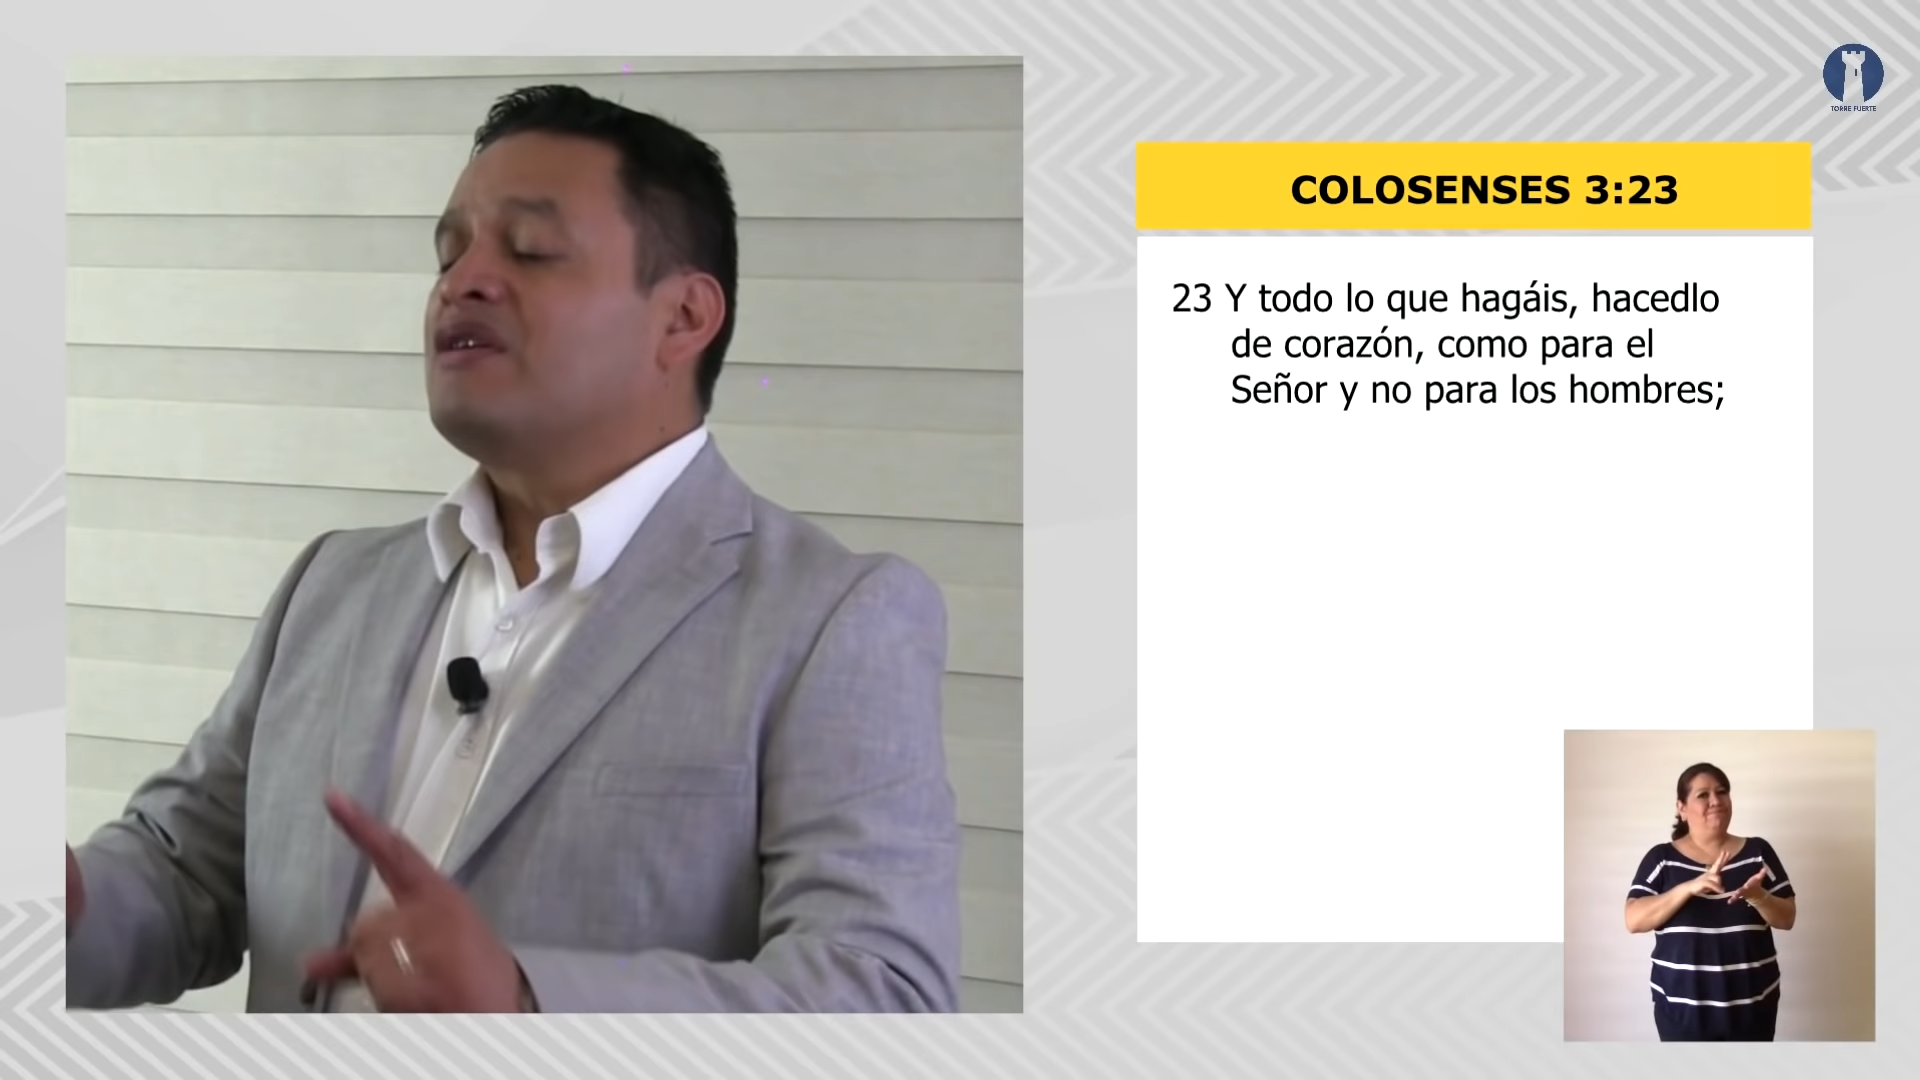 TORRE FUERTE
COLOSENSES 3:23
23 Y todo lo que hagáis, hacedlo
de corazón, como para el
Señor y no para los hombres;